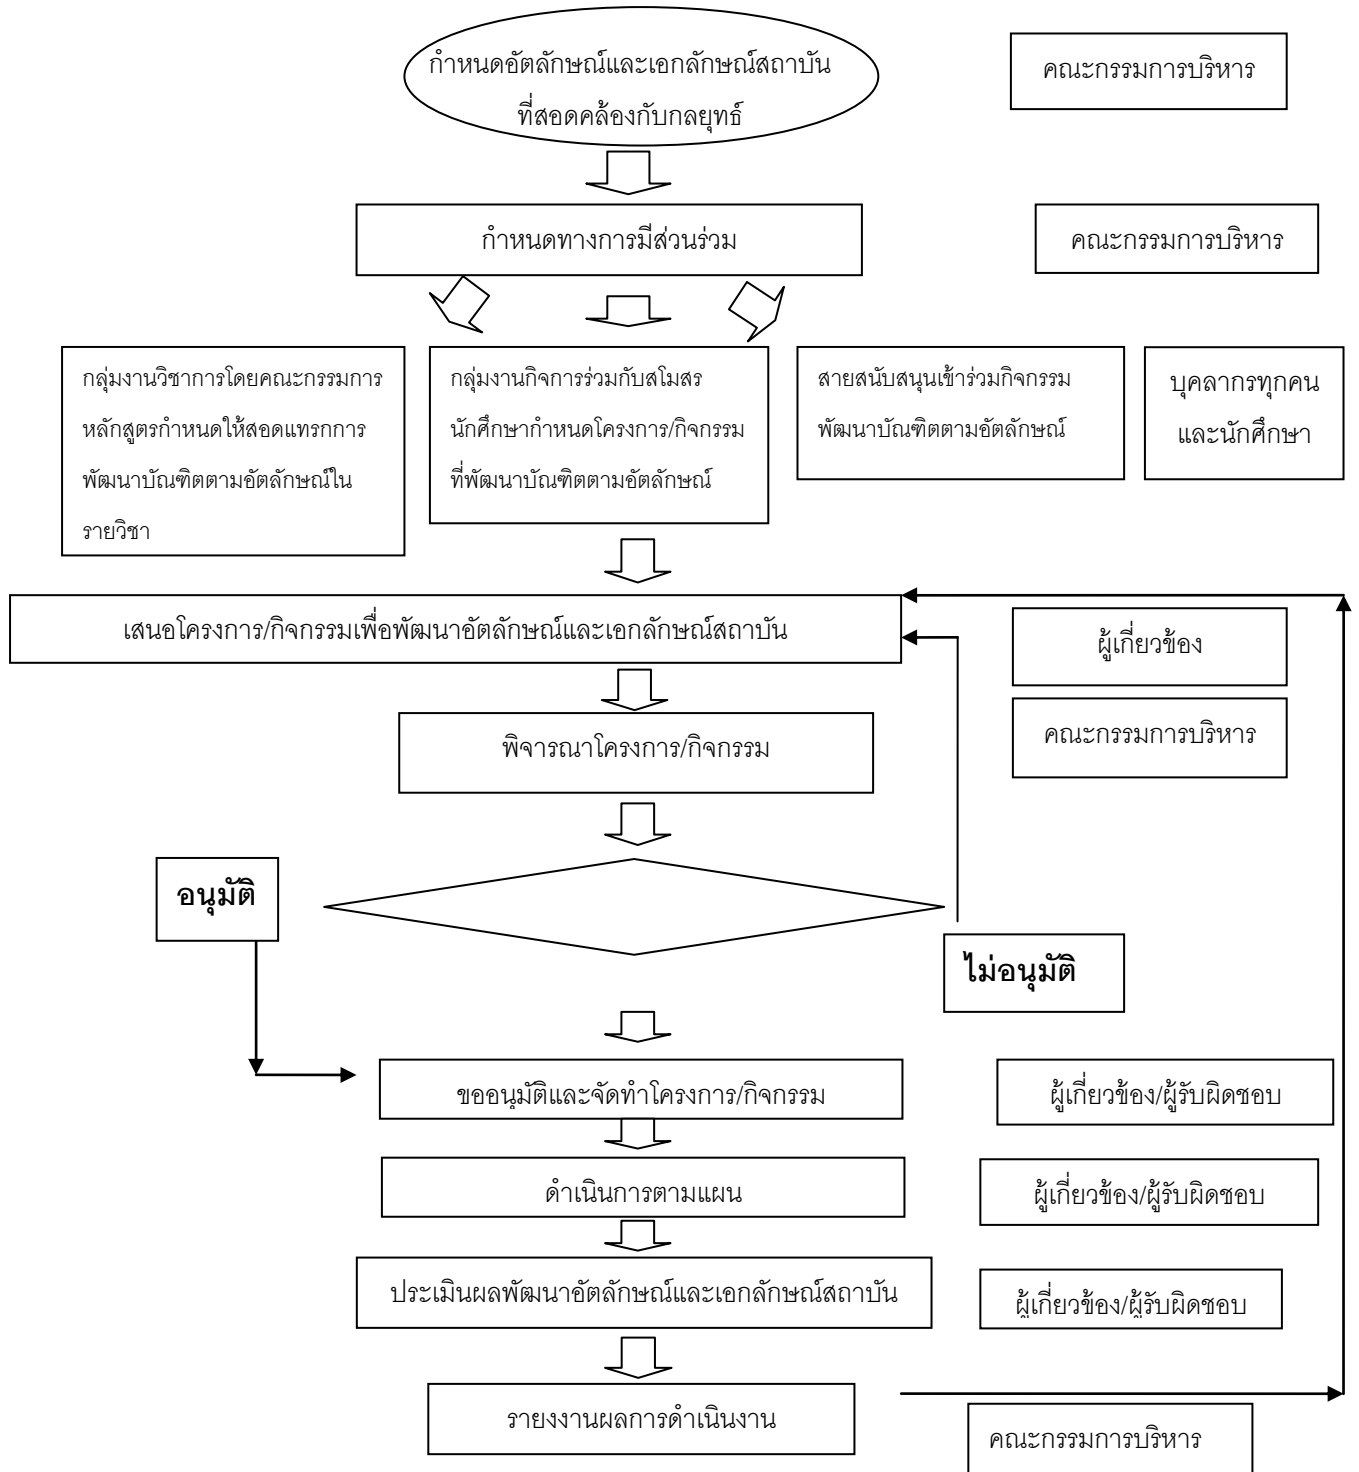 กำหนดอัตลักษณ์และเอกลักษณ์สถาบัน
ที่สอดคล้องกับกลยุทธ์
คณะกรรมการบริหาร
กำหนดทางการมีส่วนร่วม
คณะกรรมการบริหาร
กลุ่มงานวิชาการโดยคณะกรรมการ
หลักสูตรกำหนดให้สอดแทรกการ
พัฒนาบัณฑิตตามอัตลักษณ์ใน
รายวิชา
กลุ่มงานกิจการร่วมกับสโมสร
นักศึกษากำหนดโครงการ/กิจกรรม
ที่พัฒนาบัณฑิตตามอัตลักษณ์
สายสนับสนุนเข้าร่วมกิจกรรม
พัฒนาบัณฑิตตามอัตลักษณ์
บุคลากรทุกคน
และนักศึกษา
เสนอโครงการ/กิจกรรมเพื่อพัฒนาอัตลักษณ์และเอกลักษณ์สถาบัน
ผู้เกี่ยวข้อง
พิจารณาโครงการ/กิจกรรม
คณะกรรมการบริหาร
อนุมัติ
ไม่อนุมัติ
ขออนุมัติและจัดทำโครงการ/กิจกรรม
ผู้เกี่ยวข้อง/ผู้รับผิดชอบ
ดำเนินการตามแผน
ผู้เกี่ยวข้อง/ผู้รับผิดชอบ
ประเมินผลพัฒนาอัตลักษณ์และเอกลักษณ์สถาบัน
ผู้เกี่ยวข้อง/ผู้รับผิดชอบ
รายงงานผลการดำเนินงาน
คณะกรรมการบริหาร